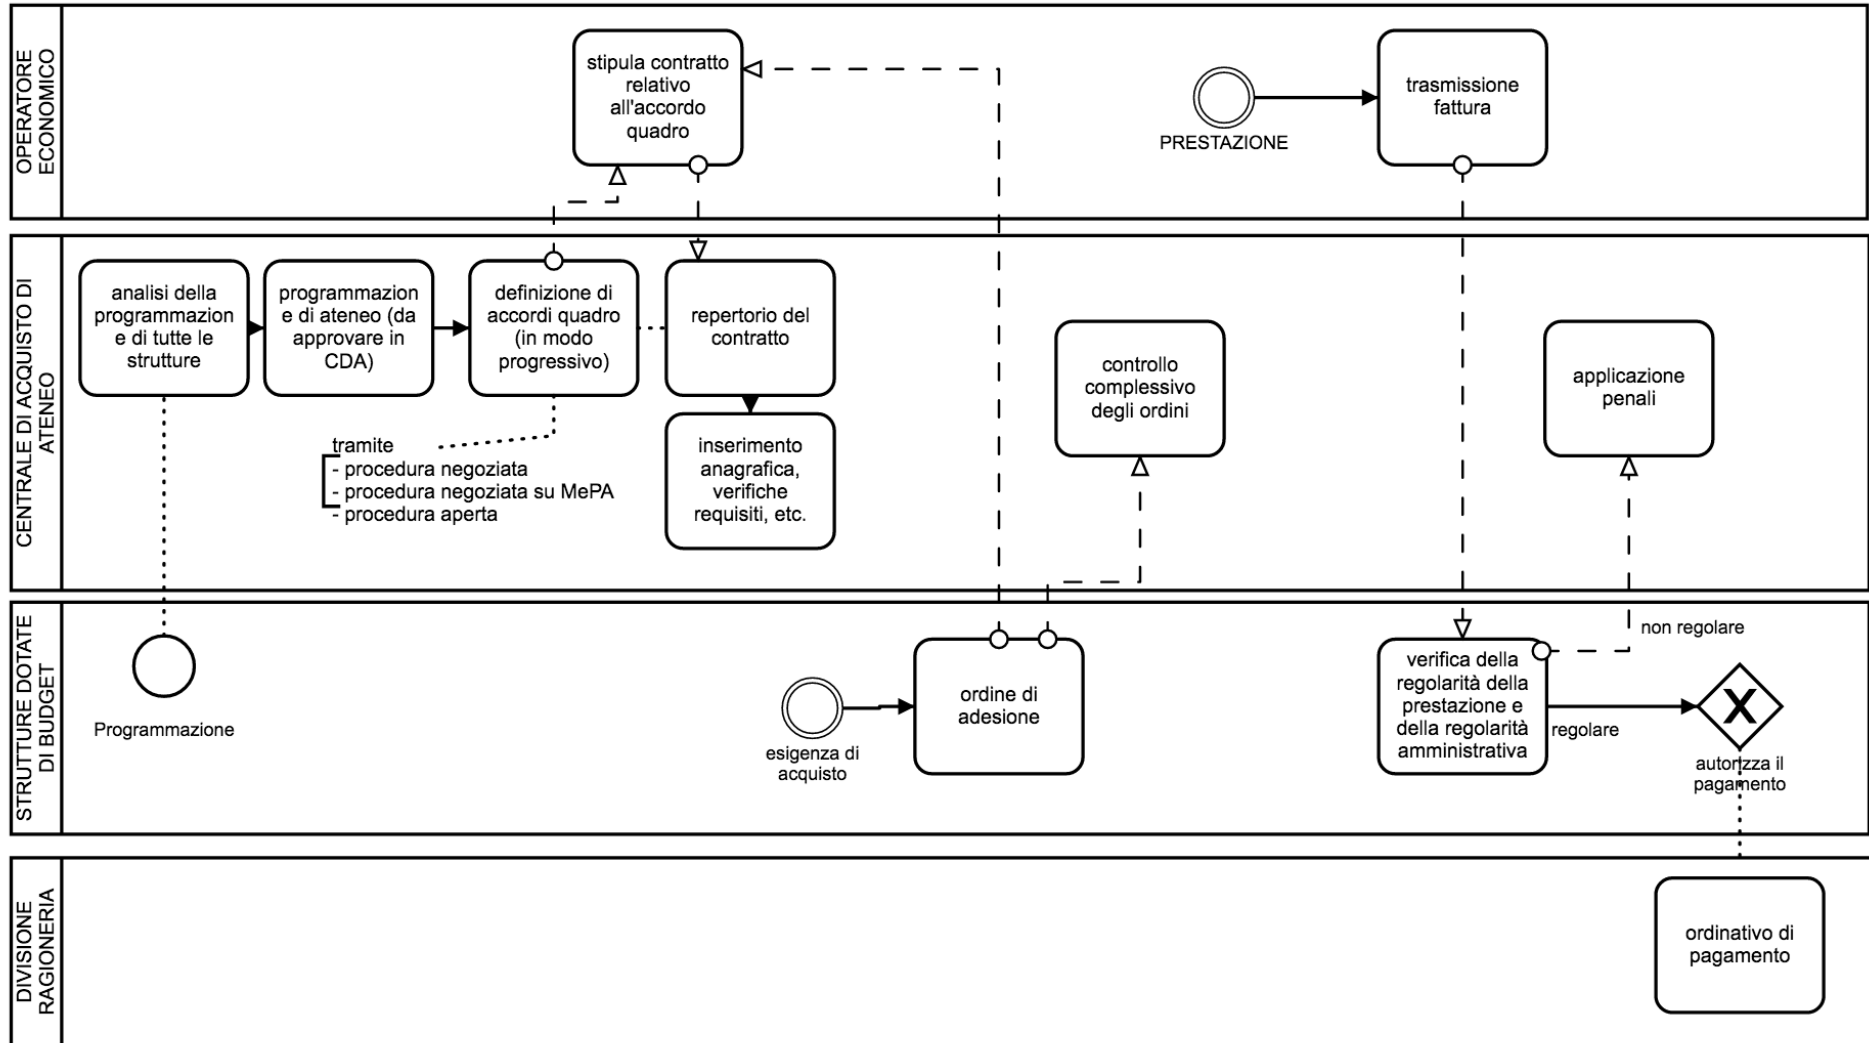 OPERATORE
ECONOMICO
stipula contratto
relativo
all'accordo
quadro
PRESTAZIONE
trasmissione
fattura
CENTRALE DI ACQUISTO DI
ATENEO
analisi della
programmazion
e di tutte le
strutture
programmazion
e di ateneo (da
approvare in
CDA)
definizione di
accordi quadro
(in modo
progressivo)
repertorio del
contratto
tramite
- procedura negoziata
- procedura negoziata su MePA
- procedura aperta
inserimento
anagrafica,
verifiche
requisiti, etc.
controllo
complessivo
degli ordini
applicazione
penali
STRUTTURE DOTATE
DI BUDGET
Programmazione
esigenza di
acquisto
ordine di
adesione
verifica della
regolarità della
prestazione e
della regolarità
amministrativa
non regolare
regolare
X
autorizza il
pagamento
DIVISIONE
RAGIONERIA
ordinativo di
pagamento